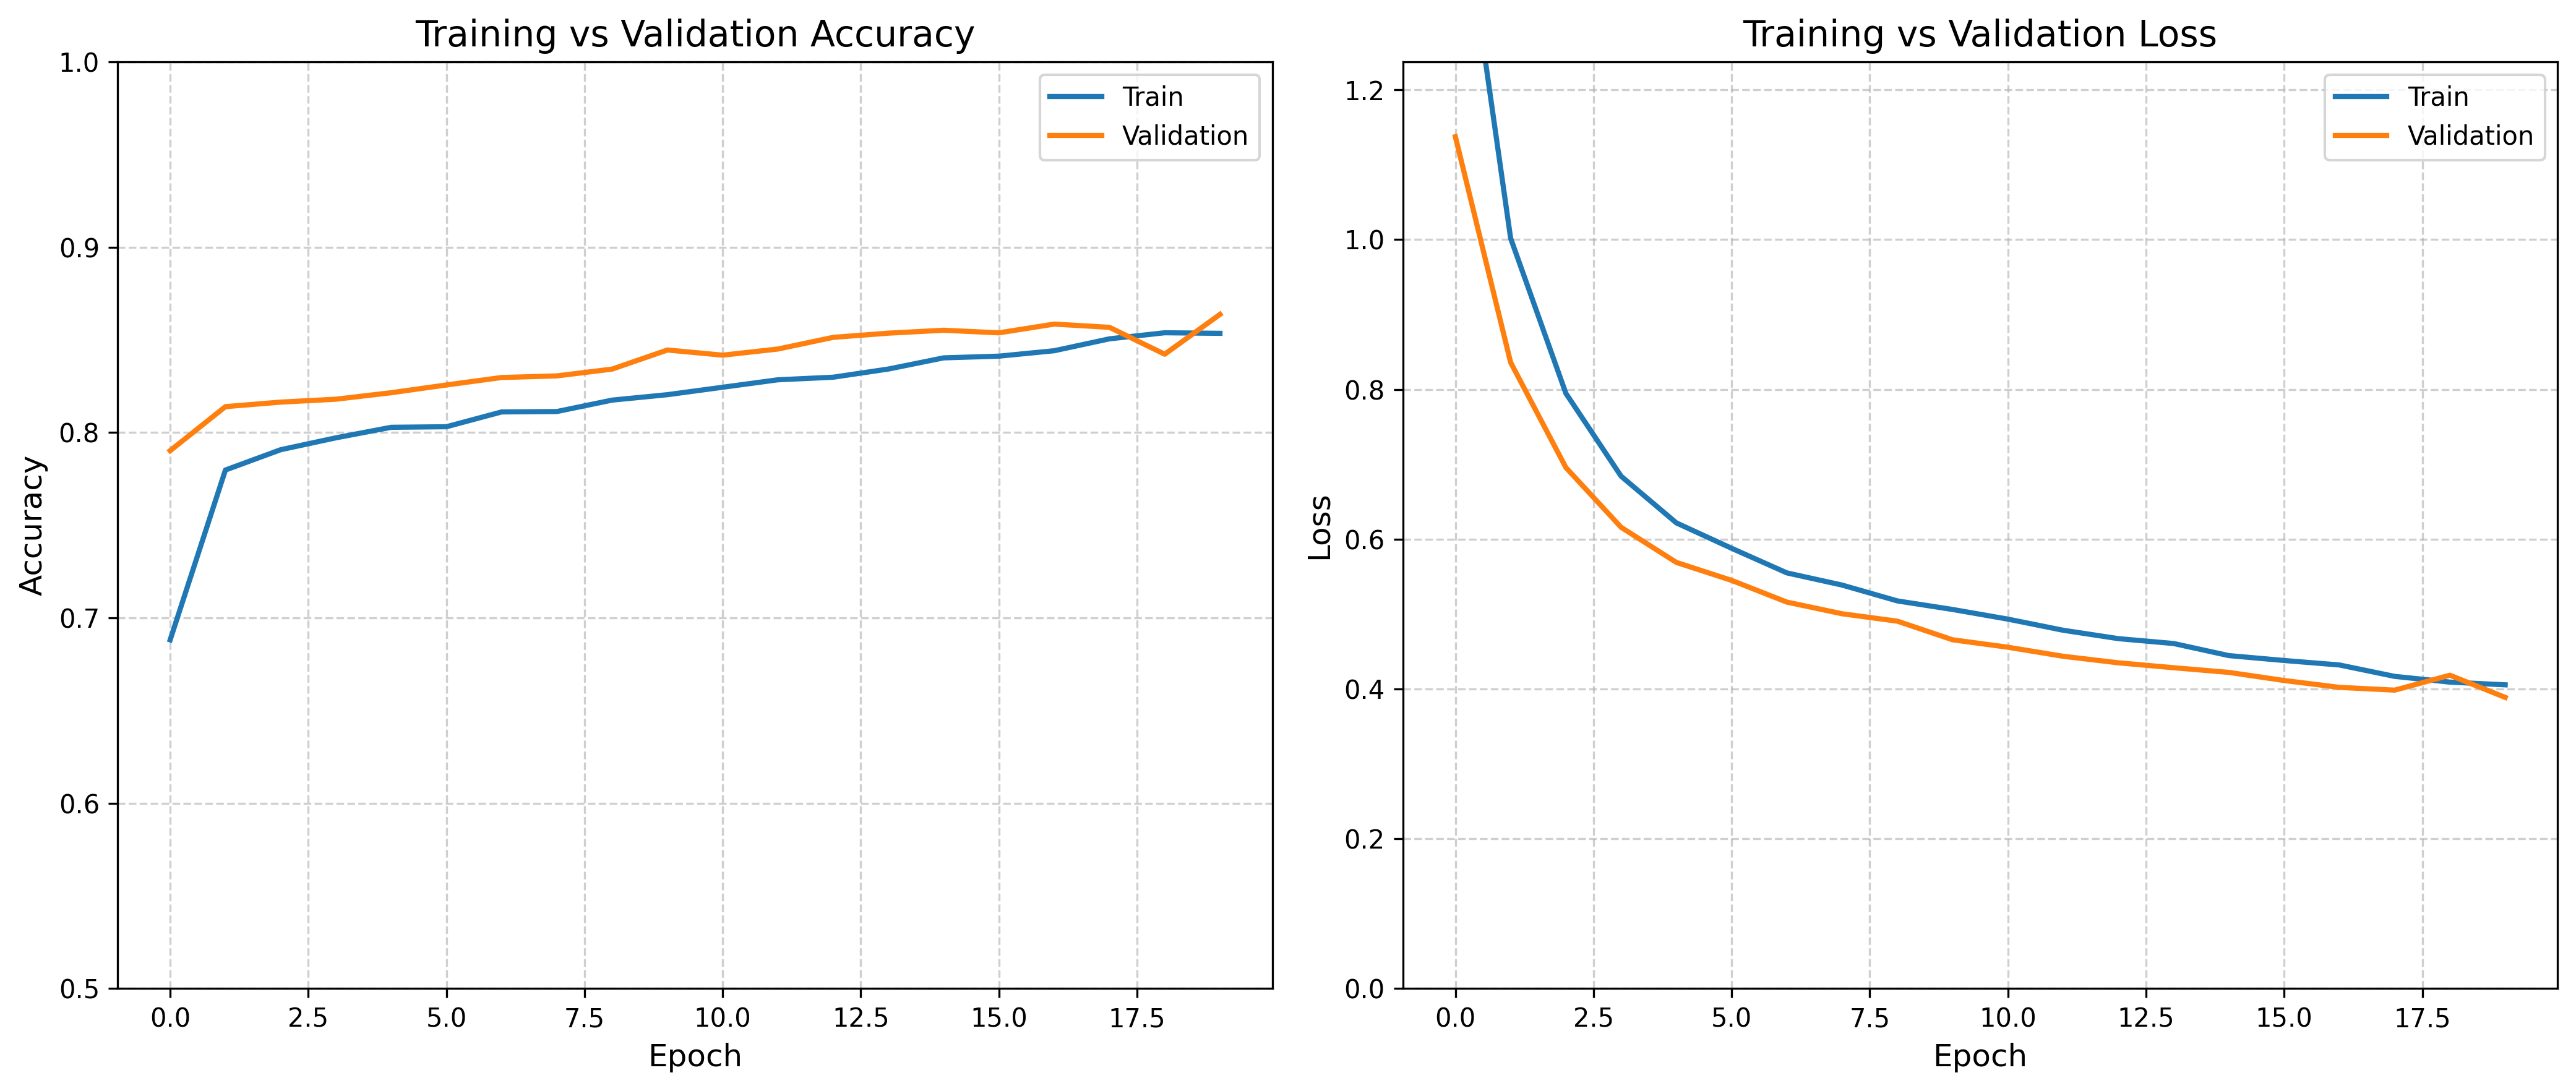 Training vs Validation Accuracy
1.0
0.9
0.8
0.7
0.6
0.5
Accuracy
Train
Validation
0.0 2.5 5.0 7.5 10.0 12.5 15.0 17.5
Epoch
Training vs Validation Loss
1.2
1.0
0.8
0.6
0.4
0.2
0.0
Loss
Train
Validation
0.0 2.5 5.0 7.5 10.0 12.5 15.0 17.5
Epoch